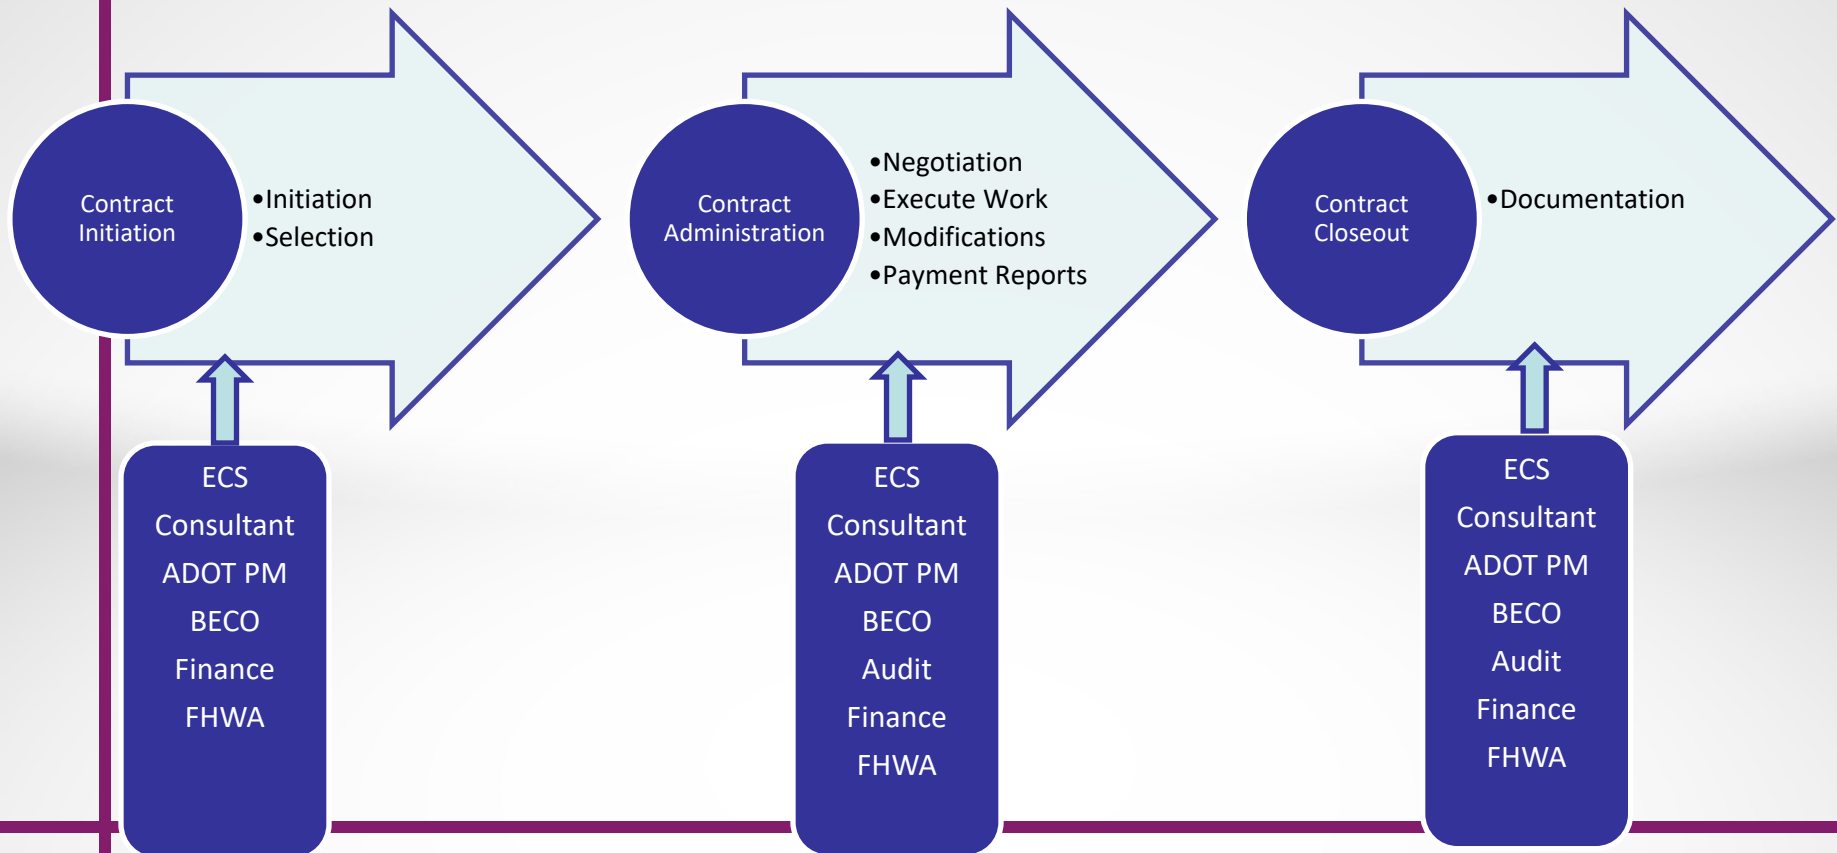 Contract
Initiation
•Initiation
•Selection
Contract
Administration
•Negotiation
•Execute Work
•Modifications
•Payment Reports
Contract
Closeout
•Documentation
ECS
Consultant
ADOT PM
BECO
Finance
FHWA
ECS
Consultant
ADOT PM
BECO
Audit
Finance
FHWA
ECS
Consultant
ADOT PM
BECO
Audit
Finance
FHWA